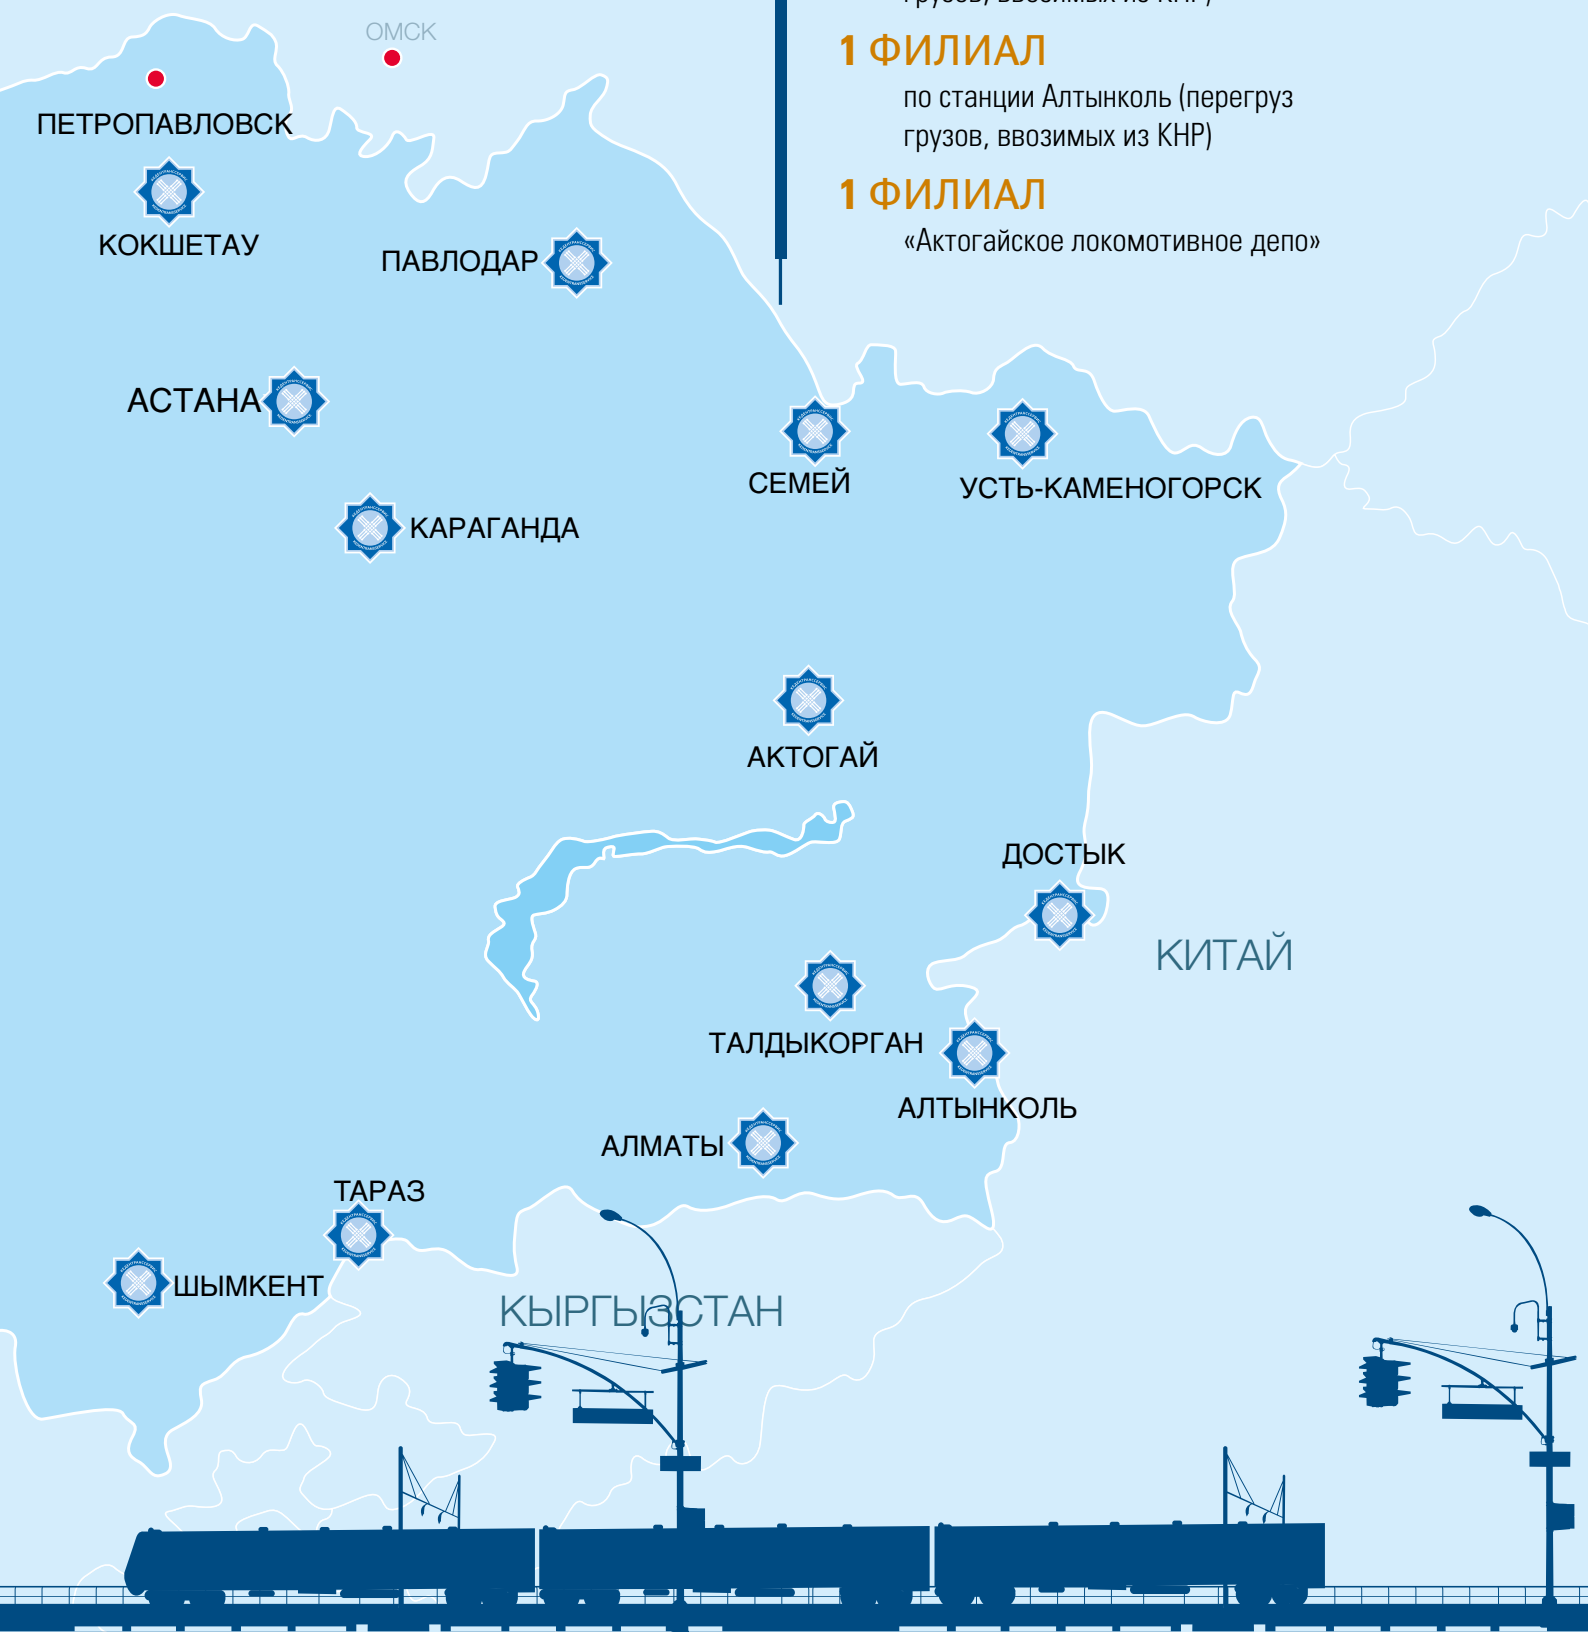 ОМСК
1 ФИЛИАЛ
по станции Алтынколь (перегруз
грузов, ввозимых из КНР)
1 ФИЛИАЛ
«Актогайское локомотивное депо»
ПЕТРОПАВЛОВСК
КОКШЕТАУ
ПАВЛОДАР
АСТАНА
СЕМЕЙ
УСТЬ-КАМЕНОГОРСК
КАРАГАНДА
АКТОГАЙ
ДОСТЫК
КИТАЙ
ТАЛДЫКОРГАН
АЛТЫНКОЛЬ
АЛМАТЫ
ТАРАЗ
ШЫМКЕНТ
КЫРГЫЗСТАН